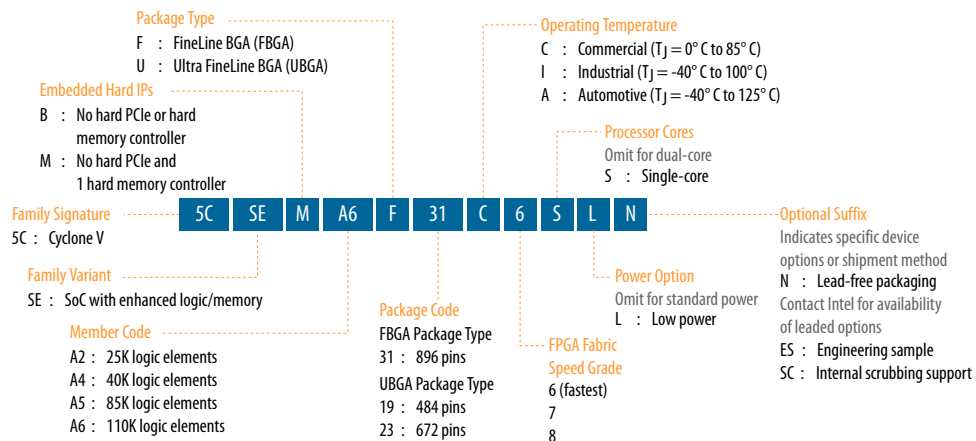 Package Type
F : FineLine BGA (FBGA)
U : Ultra FineLine BGA (UBGA)
Embedded Hard IPs
B : No hard PCIe or hard
memory controller
M : No hard PCIe and
1 hard memory controller
Operating Temperature
C : Commercial (TJ = 0° C to 85° C)
I : Industrial (TJ = -40° C to 100° C)
A : Automotive (TJ = -40° C to 125° C)
Processor Cores
Omit for dual-core
S : Single-core
Family Signature
5C : Cyclone V
5C SE M A6 F 31 C 6 S L N
Optional Suffix
Indicates specific device
options or shipment method
N : Lead-free packaging
Contact Intel for availability
of leaded options
ES : Engineering sample
SC : Internal scrubbing support
Family Variant
SE : SoC with enhanced logic/memory
Member Code
A2 : 25K logic elements
A4 : 40K logic elements
A5 : 85K logic elements
A6 : 110K logic elements
Package Code
FBGA Package Type
31 : 896 pins
UBGA Package Type
19 : 484 pins
23 : 672 pins
Power Option
Omit for standard power
L : Low power
FPGA Fabric
Speed Grade
6 (fastest)
7
8